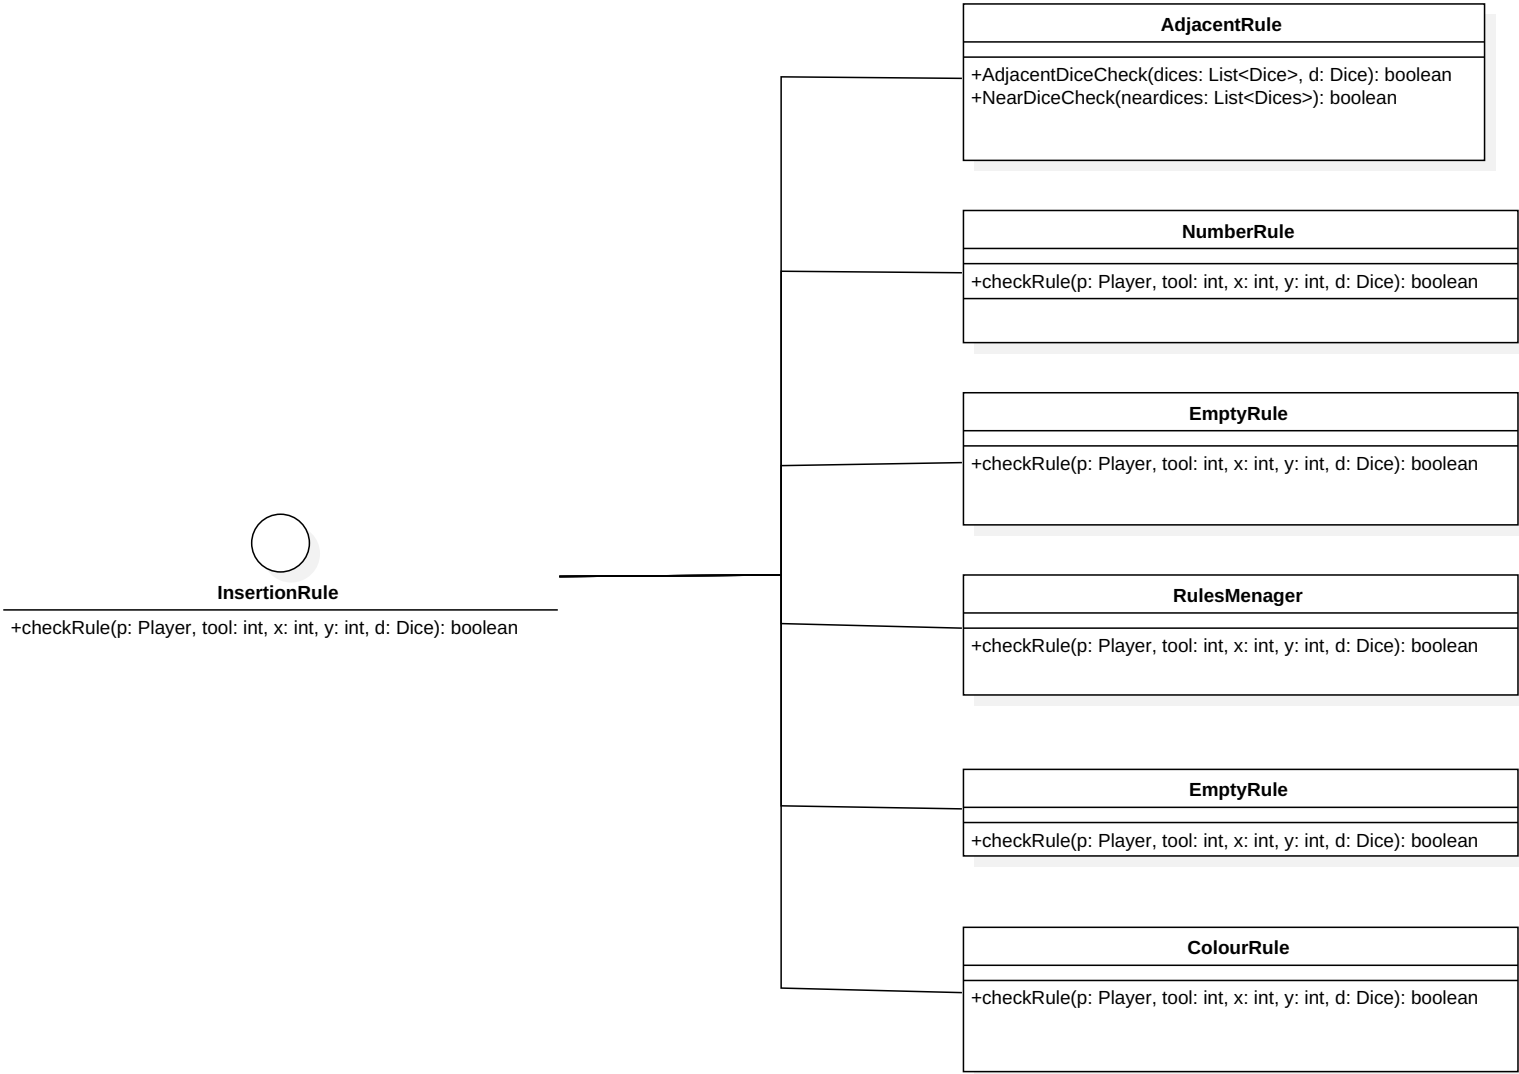 AdjacentRule
+AdjacentDiceCheck(dices: List<Dice>, d: Dice): boolean
+NearDiceCheck(neardices: List<Dices>): boolean
NumberRule
+checkRule(p: Player, tool: int, x: int, y: int, d: Dice): boolean
EmptyRule
+checkRule(p: Player, tool: int, x: int, y: int, d: Dice): boolean
InsertionRule
+checkRule(p: Player, tool: int, x: int, y: int, d: Dice): boolean
RulesMenager
+checkRule(p: Player, tool: int, x: int, y: int, d: Dice): boolean
EmptyRule
+checkRule(p: Player, tool: int, x: int, y: int, d: Dice): boolean
ColourRule
+checkRule(p: Player, tool: int, x: int, y: int, d: Dice): boolean